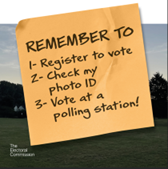 REMEMBER TO
1- Register to vote
2- Check my
photo ID
3- Vote at a
polling station!
The
Electoral
Commission